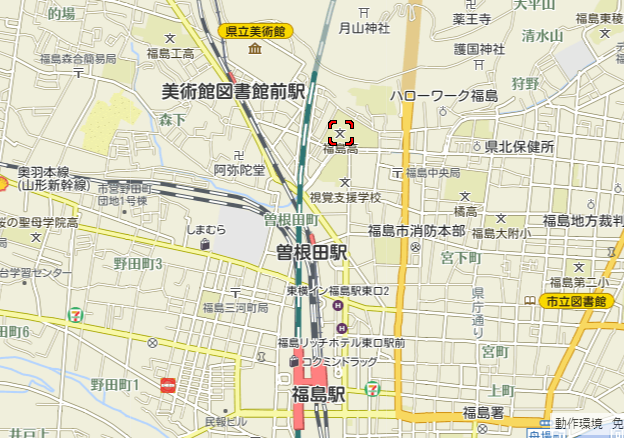 の場
県立美術館
月山神社
薬王寺
大平山
福島東稜
清水山
福島工高
護国神社
福島森合簡易局
狩野
美術館図書館前駅
ハローワーク福島
森下
福島高
県北保健所
阿弥陀堂
奥羽本線
(山形新幹線)
福島中央局
市営野田町
団地1号棟
視覚支援学校
橘高
曽根田町
桜の聖母学院高
しまむら
福島市消防本部
福島大附小
福島地方裁判
曽根田駅
宮下町
野田町3
台学習センター
福島第二小
東横イン福島駅東口2
市立図書館
福島三河町局
県庁通り
田町6
福島リッチホテル東口駅前
コクミンドラッグ
宮町
野田町1
福島駅
上町
民報ビル
福島署
動作環境
免
井戸上
舟場